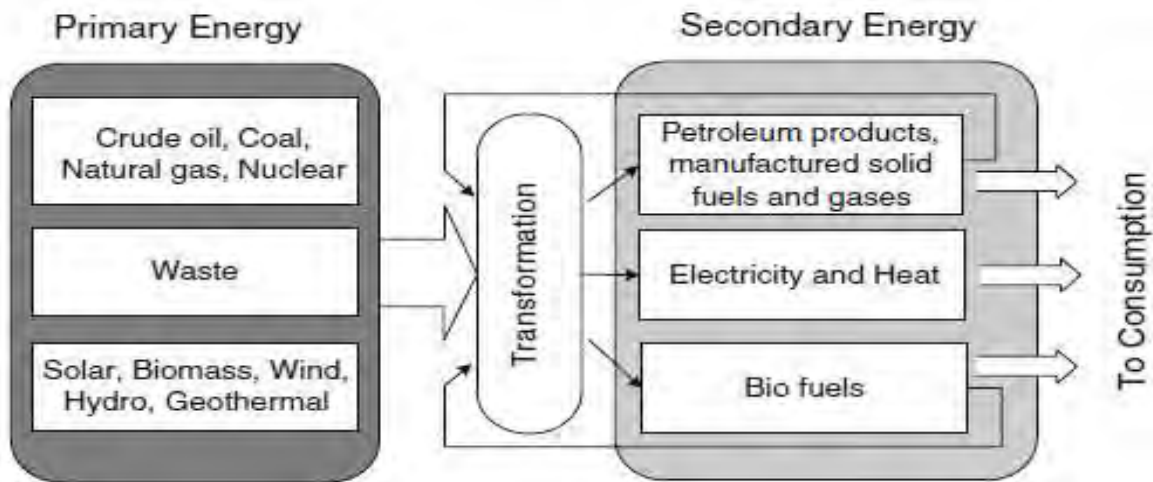 Primary Energy
Crude oil, Coal,
Natural gas, Nuclear
Waste
Solar, Biomass, Wind,
Hydro, Geothermal
Transformation
Secondary Energy
Petroleum products,
manufactured solid
fuels and gases
Electricity and Heat
Bio fuels
To Consumption